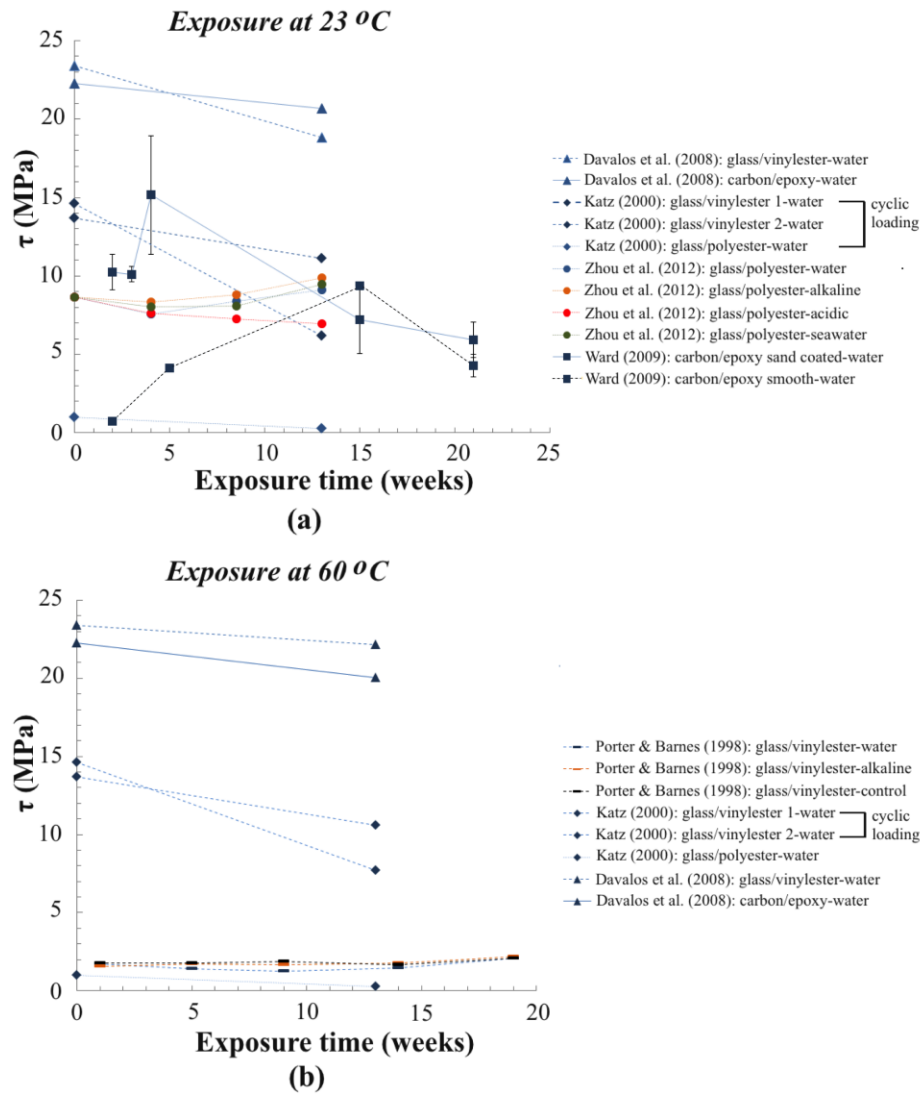 Exposure at 23 ºC
25
20
15
10
5
0
τ (MPa)
0 5 10 15 20 25
Exposure time (weeks)
Davalos et al. (2008): glass/vinylester-water
Davalos et al. (2008): carbon/epoxy-water
Katz (2000): glass/vinylester 1-water
Katz (2000): glass/vinylester 2-water
Katz (2000): glass/polyester-water
cyclic
loading
Zhou et al. (2012): glass/polyester-water
Zhou et al. (2012): glass/polyester-alkaline
Zhou et al. (2012): glass/polyester-acidic
Zhou et al. (2012): glass/polyester-seawater
Ward (2009): carbon/epoxy sand coated-water
Ward (2009): carbon/epoxy smooth-water
(a)
Exposure at 60 ºC
25
20
15
10
5
0
τ (MPa)
0 5 10 15 20
Exposure time (weeks)
Porter & Barnes (1998): glass/vinylester-water
Porter & Barnes (1998): glass/vinylester-alkaline
Porter & Barnes (1998): glass/vinylester-control
Katz (2000): glass/vinylester 1-water
Katz (2000): glass/vinylester 2-water
cyclic
loading
Katz (2000): glass/polyester-water
Davalos et al. (2008): glass/vinylester-water
Davalos et al. (2008): carbon/epoxy-water
(b)